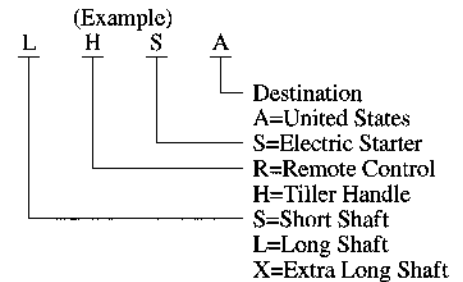 (Example)
L H S A
Destination
A=United States
S=Electric Starter
R=Remote Control
H=Tiller Handle
S=Short Shaft
L=Long Shaft
X=Extra Long Shaft